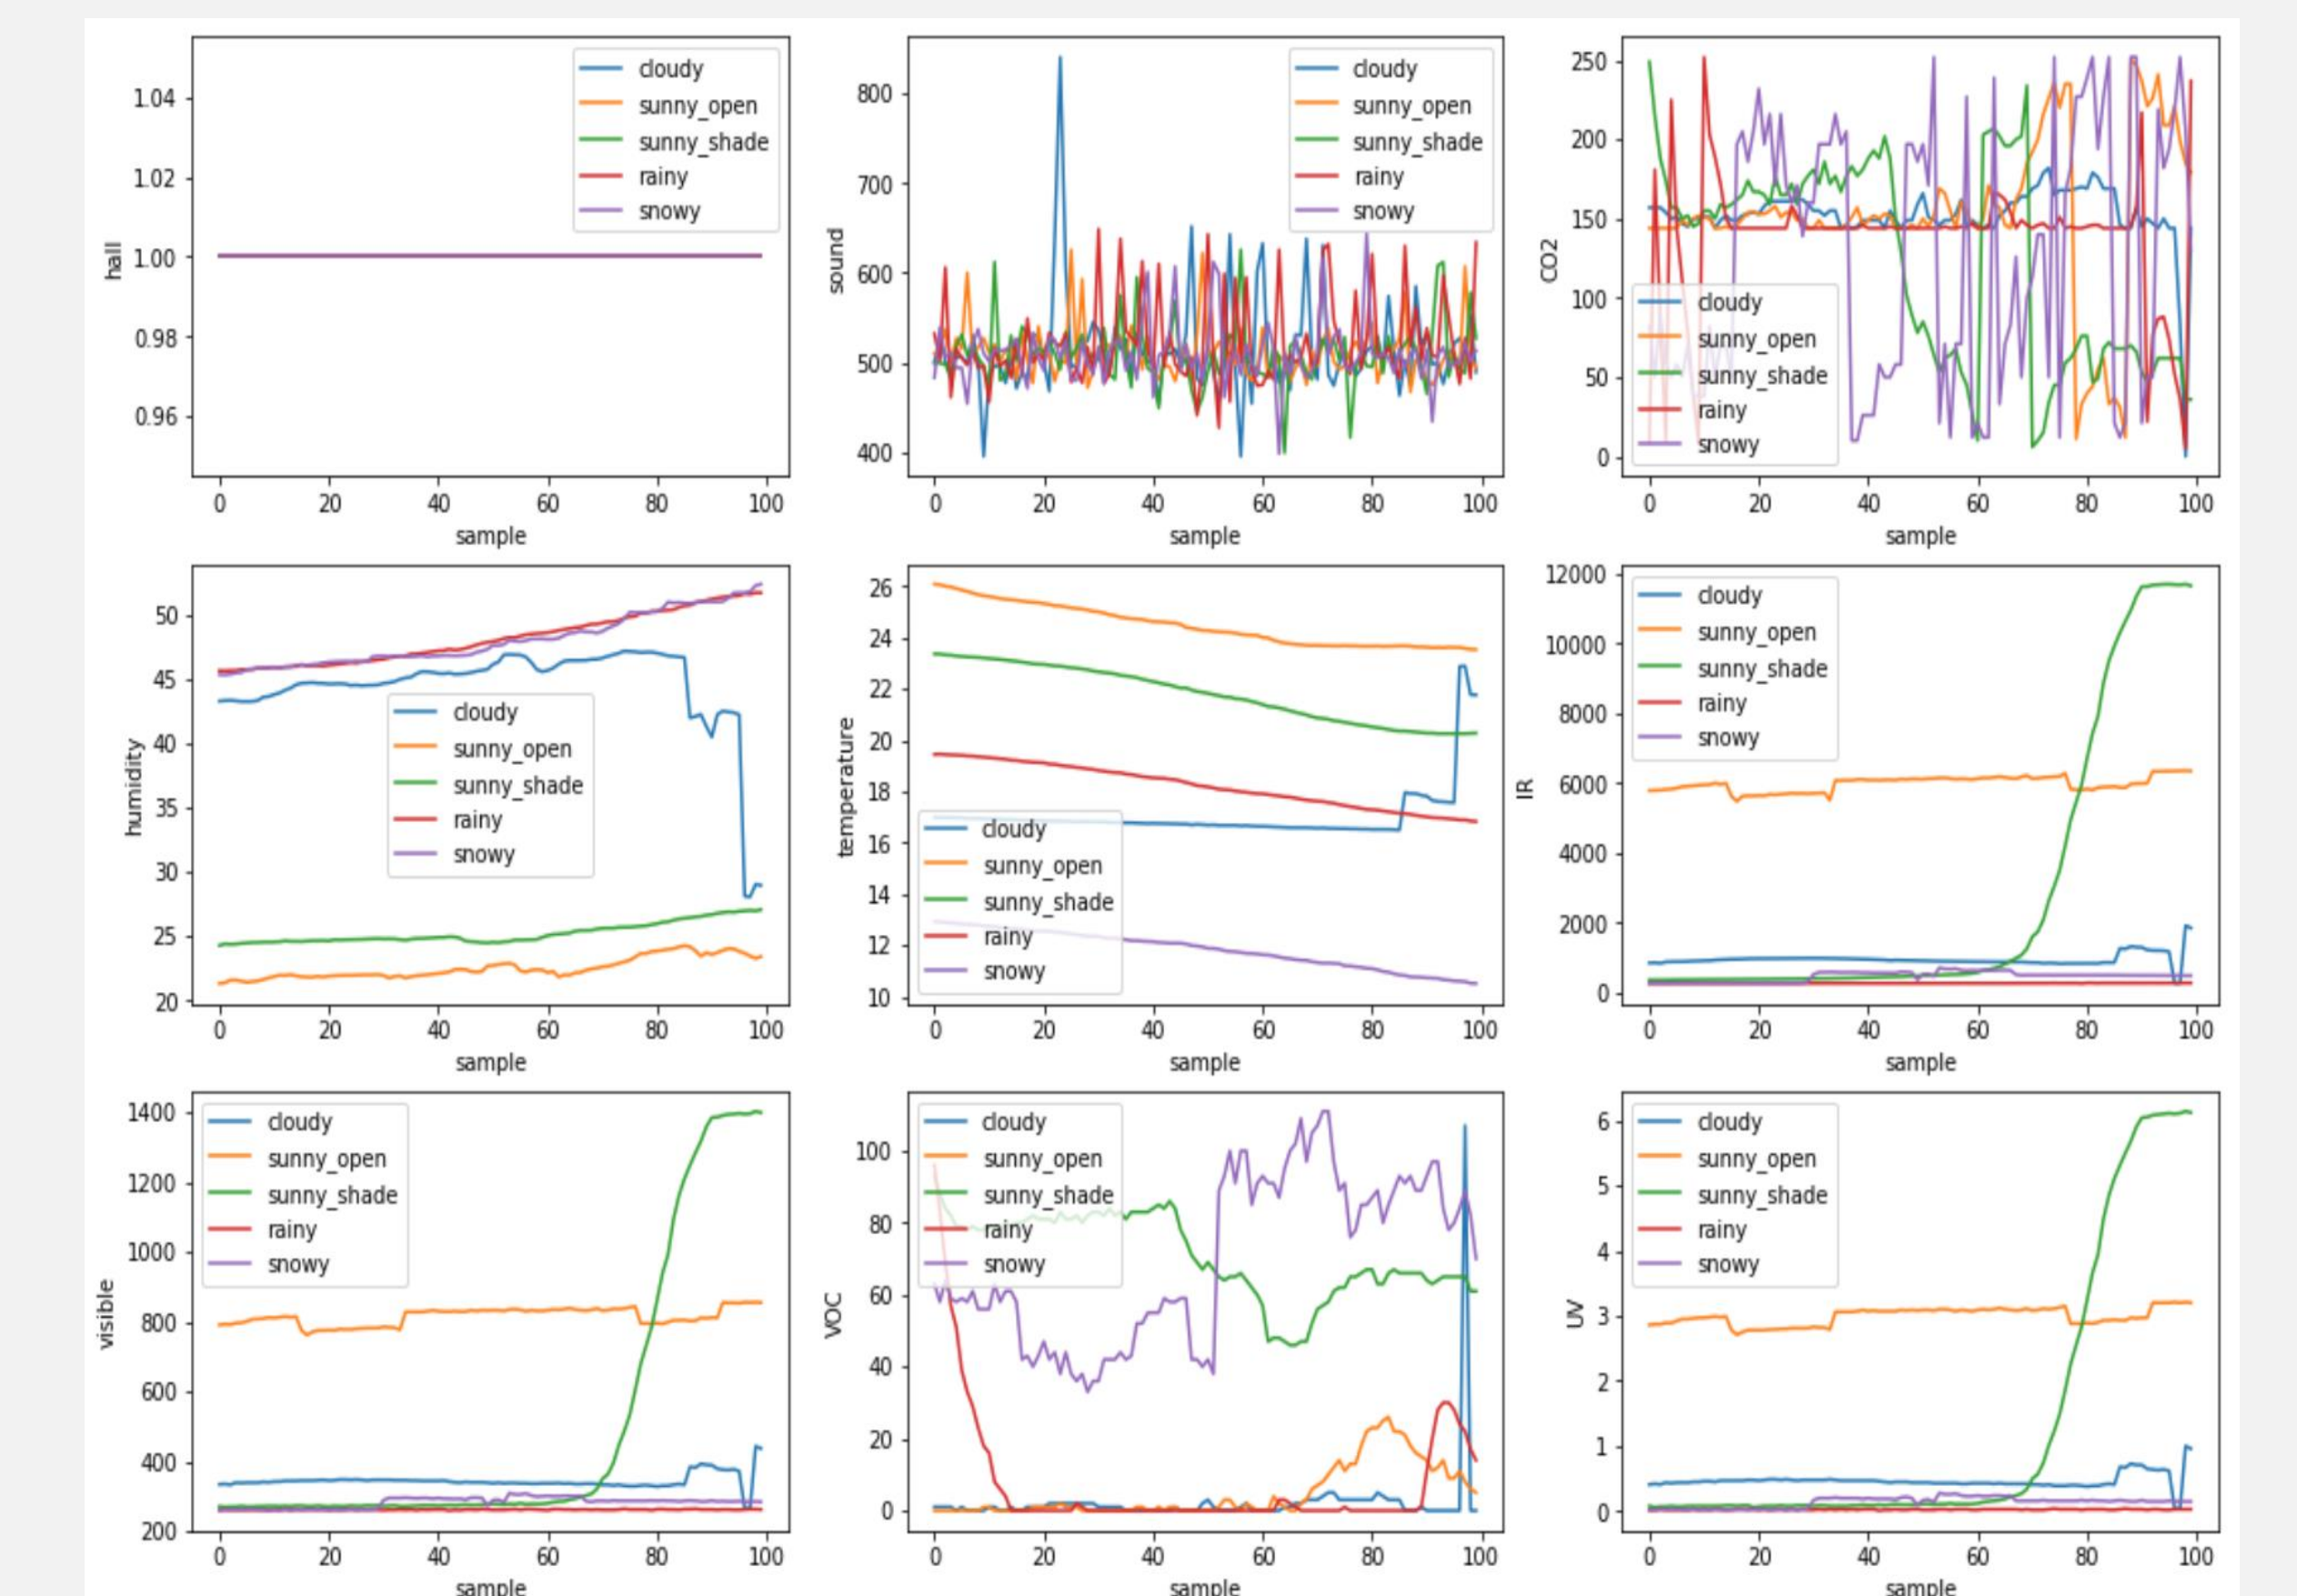 hall
1.04
1.02
1.00
0.98
0.96
0 20 40 60 80 100
sample
cloudy
sunny_open
sunny_shade
rainy
snowy
sound
800
700
600
500
400
0 20 40 60 80 100
sample
cloudy
sunny_open
sunny_shade
rainy
snowy
CO2
250
200
150
100
50
0
0 20 40 60 80 100
sample
cloudy
sunny_open
sunny_shade
rainy
snowy
humidity
50
45
40
35
30
25
20
0 20 40 60 80 100
sample
cloudy
sunny_open
sunny_shade
rainy
snowy
temperature
26
24
22
20
18
16
14
12
10
0 20 40 60 80 100
sample
cloudy
sunny_open
sunny_shade
rainy
snowy
IR
12000
10000
8000
6000
4000
2000
0
0 20 40 60 80 100
sample
cloudy
sunny_open
sunny_shade
rainy
snowy
visible
1400
1200
1000
800
600
400
200
0 20 40 60 80 100
sample
cloudy
sunny_open
sunny_shade
rainy
snowy
VOC
100
80
60
40
20
0
0 20 40 60 80 100
sample
cloudy
sunny_open
sunny_shade
rainy
snowy
UV
6
5
4
3
2
1
0
0 20 40 60 80 100
sample
cloudy
sunny_open
sunny_shade
rainy
snowy